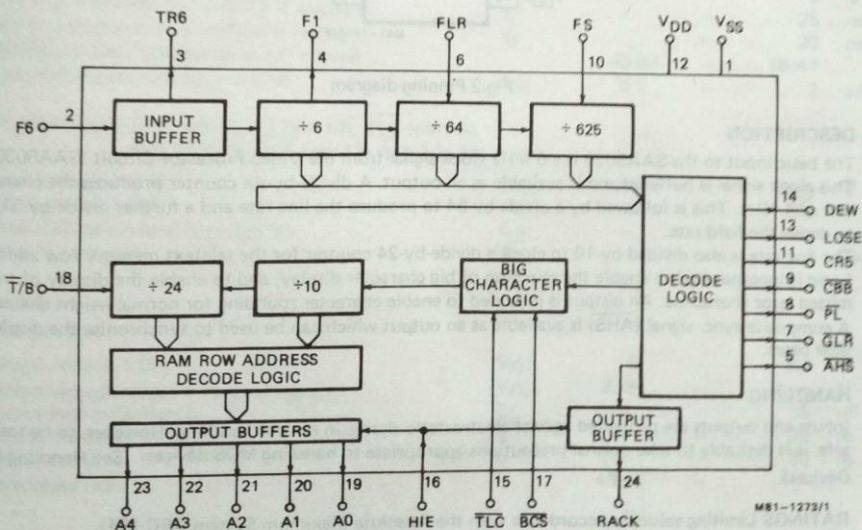 TR6 F1 FLR FS VDD VSS
3 4 6 10 12 1
F6 2 INPUT BUFFER ÷ 6 ÷ 64 ÷ 625
DECODE LOGIC
14 DEW
13 LOSE
11 CRS
9 CBB
8 PL
7 GLR
5 AHS
T/B 18 ÷ 24 ÷10 BIG CHARACTER LOGIC
RAM ROW ADDRESS DECODE LOGIC
OUTPUT BUFFERS OUTPUT BUFFER
23 22 21 20 19 16 15 17 24
A4 A3 A2 A1 A0 HIE TLC BCS RACK
M81-1273/1